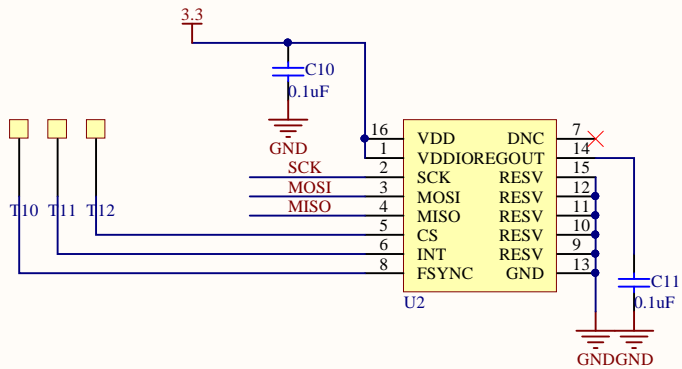 3.3
C10
0.1uF
GND
16 VDD DNC 7
1 VDDIO REGOUT 14
SCK 2 SCK RESV 15
MOSI 3 MOSI RESV 12
MISO 4 MISO RESV 11
T10 T11 T12
5 CS RESV 10
6 INT RESV 9
8 FSYNC GND 13
C11
0.1uF
U2
GND GND